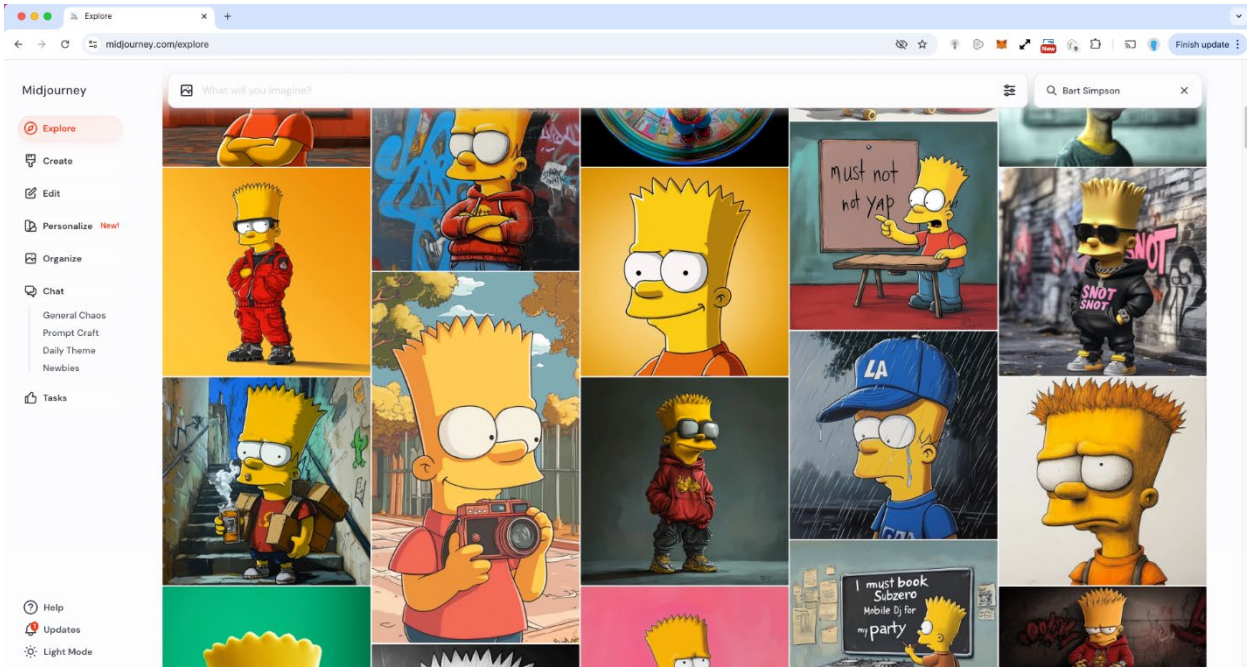 Explore
midjourney.com/explore
New
Finish update
Midjourney
What will you imagine?
Bart Simpson
Explore
Create
Edit
Personalize New!
Organize
Chat
General Chaos
Prompt Craft
Daily Theme
Newbies
Tasks
Help
Updates
Light Mode
must not
not yap
SNOT
SNOT
SNOT
LA
I must book
Subzero
Mobile Dj for
my party